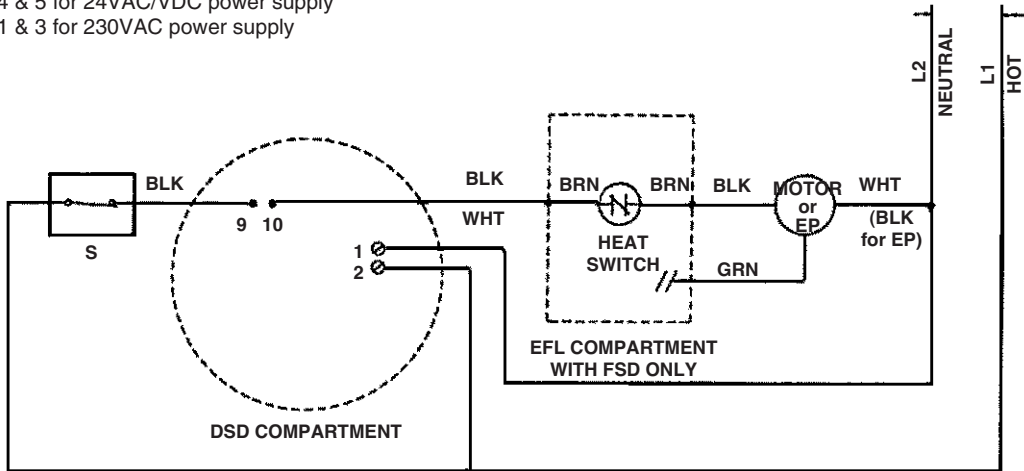 4 & 5 for 24VAC/VDC power supply
1 & 3 for 230VAC power supply
L2
NEUTRAL
L1
HOT
BLK
9 10
S
BLK
WHT
1
2
BRN
BRN
BLK
MOTOR
or
EP
WHT
(BLK
for EP)
HEAT
SWITCH
GRN
EFL COMPARTMENT
WITH FSD ONLY
DSD COMPARTMENT